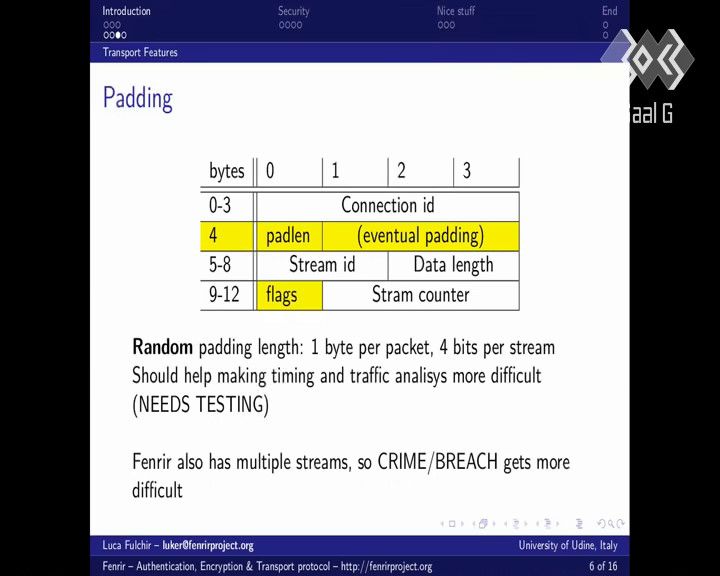 Introduction Security Nice stuff End
Transport Features
Padding
bytes 0 1 2 3
0-3 Connection id
4 padlen (eventual padding)
5-8 Stream id Data length
9-12 flags Stram counter
Random padding length: 1 byte per packet, 4 bits per stream
Should help making timing and traffic analisys more difficult
(NEEDS TESTING)
Fenrir also has multiple streams, so CRIME/BREACH gets more
difficult
Luca Fulchir – luker@fenrirproject.org University of Udine, Italy
Fenrir – Authentication, Encryption & Transport protocol – http://fenrirproject.org 6 of 16